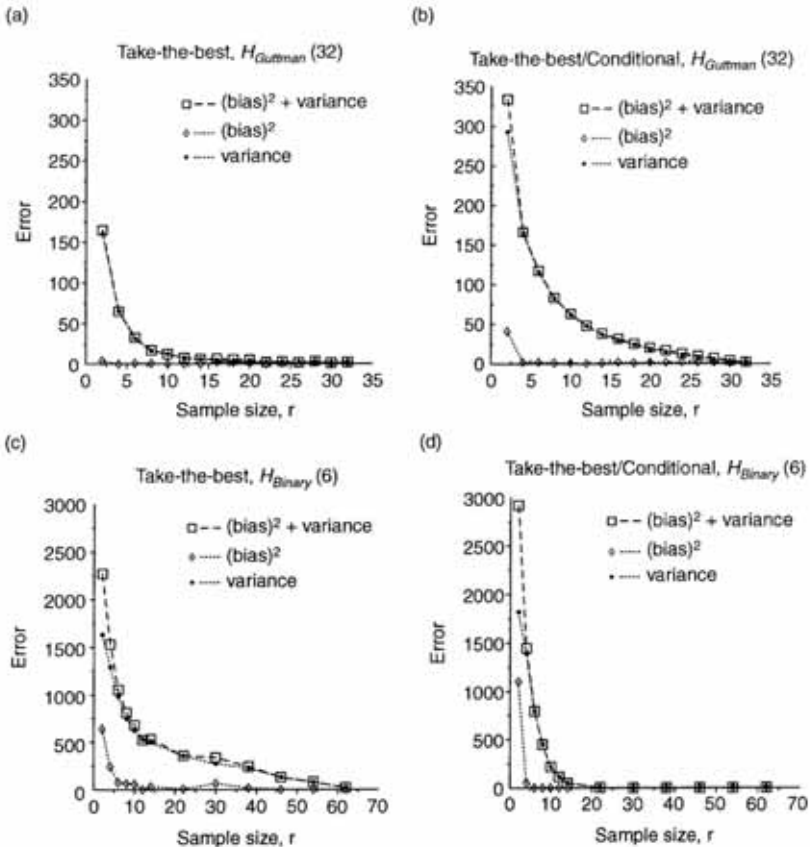 (a)
Take-the-best, H_Guttman (32)
350
300
250
200
150
100
50
0
Error
(bias)² + variance
(bias)²
variance
0 5 10 15 20 25 30 35
Sample size, r
(b)
Take-the-best/Conditional, H_Guttman (32)
350
300
250
200
150
100
50
0
Error
(bias)² + variance
(bias)²
variance
0 5 10 15 20 25 30 35
Sample size, r
(c)
Take-the-best, H_Binary (6)
3000
2500
2000
1500
1000
500
0
Error
(bias)² + variance
(bias)²
variance
0 10 20 30 40 50 60 70
Sample size, r
(d)
Take-the-best/Conditional, H_Binary (6)
3000
2500
2000
1500
1000
500
0
Error
(bias)² + variance
(bias)²
variance
0 10 20 30 40 50 60 70
Sample size, r